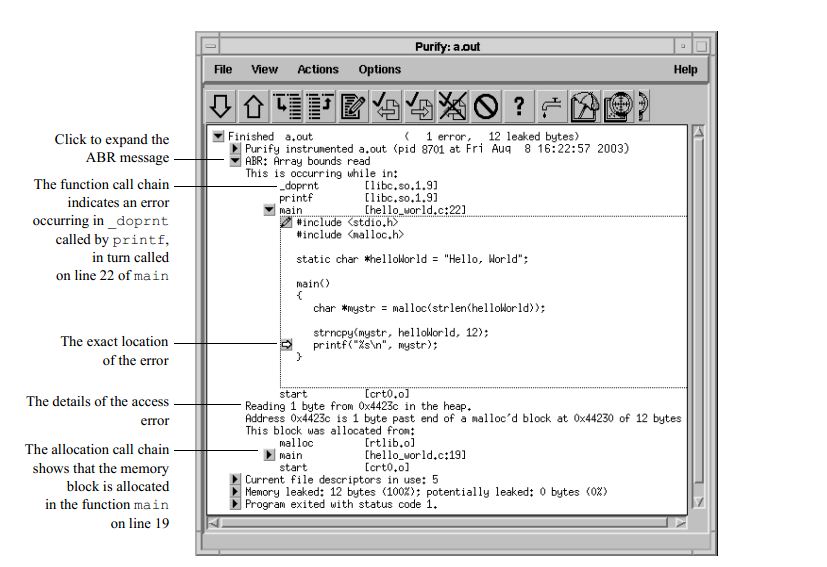 Purify: a.out
File View Actions Options Help
Finished a.out ( 1 error, 12 leaked bytes)
Purify instrumented a.out (pid 8701 at Fri Aug 8 16:22:57 2003)
ABR: Array bounds read
This is occurring while in:
_doprnt [libc.so.1.9]
printf [libc.so.1.9]
main [hello_world.c:22]
#include <stdio.h>
#include <malloc.h>
static char *helloWorld = "Hello, World";
main()
{
char *mystr = malloc(strlen(helloWorld));
strncpy(mystr, helloWorld, 12);
printf("%s\n", mystr);
}
start [crt0.o]
Reading 1 byte from 0x4423c in the heap.
Address 0x4423c is 1 byte past end of a malloc'd block at 0x44230 of 12 bytes
This block was allocated from:
malloc [rtlib.o]
main [hello_world.c:19]
start [crt0.o]
Current file descriptors in use: 5
Memory leaked: 12 bytes (100%); potentially leaked: 0 bytes (0%)
Program exited with status code 1.
Click to expand the
ABR message
The function call chain
indicates an error
occurring in _doprnt
called by printf,
in turn called
on line 22 of main
The exact location
of the error
The details of the access
error
The allocation call chain
shows that the memory
block is allocated
in the function main
on line 19